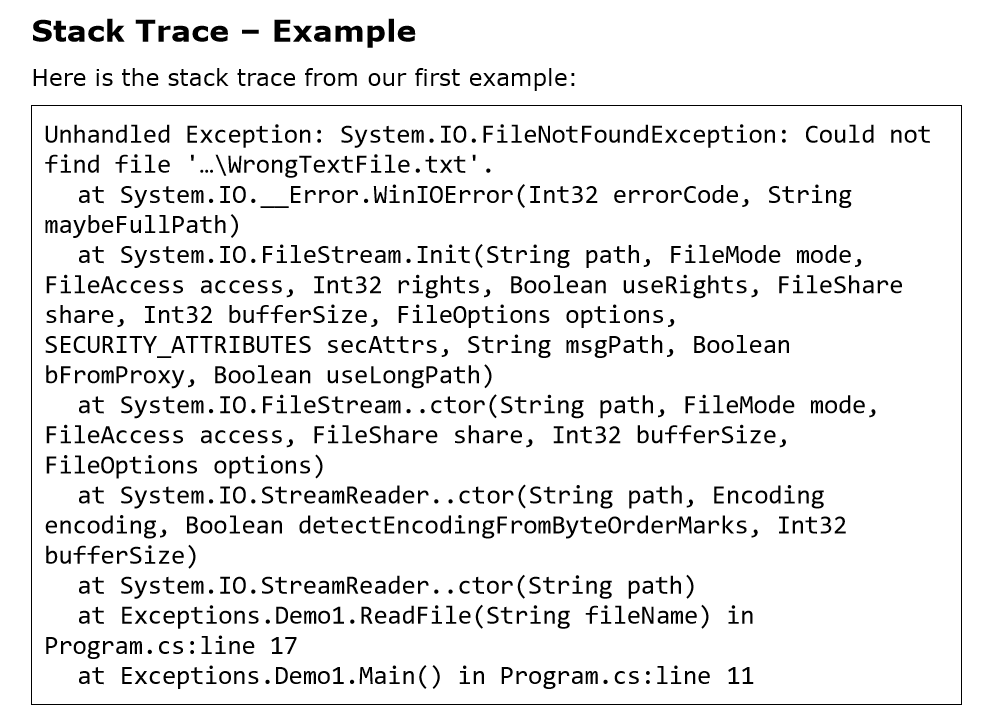 Stack Trace – Example
Here is the stack trace from our first example:
Unhandled Exception: System.IO.FileNotFoundException: Could not
find file '…\WrongTextFile.txt'.
at System.IO.__Error.WinIOError(Int32 errorCode, String
maybeFullPath)
at System.IO.FileStream.Init(String path, FileMode mode,
FileAccess access, Int32 rights, Boolean useRights, FileShare
share, Int32 bufferSize, FileOptions options,
SECURITY_ATTRIBUTES secAttrs, String msgPath, Boolean
bFromProxy, Boolean useLongPath)
at System.IO.FileStream..ctor(String path, FileMode mode,
FileAccess access, FileShare share, Int32 bufferSize,
FileOptions options)
at System.IO.StreamReader..ctor(String path, Encoding
encoding, Boolean detectEncodingFromByteOrderMarks, Int32
bufferSize)
at System.IO.StreamReader..ctor(String path)
at Exceptions.Demo1.ReadFile(String fileName) in
Program.cs:line 17
at Exceptions.Demo1.Main() in Program.cs:line 11